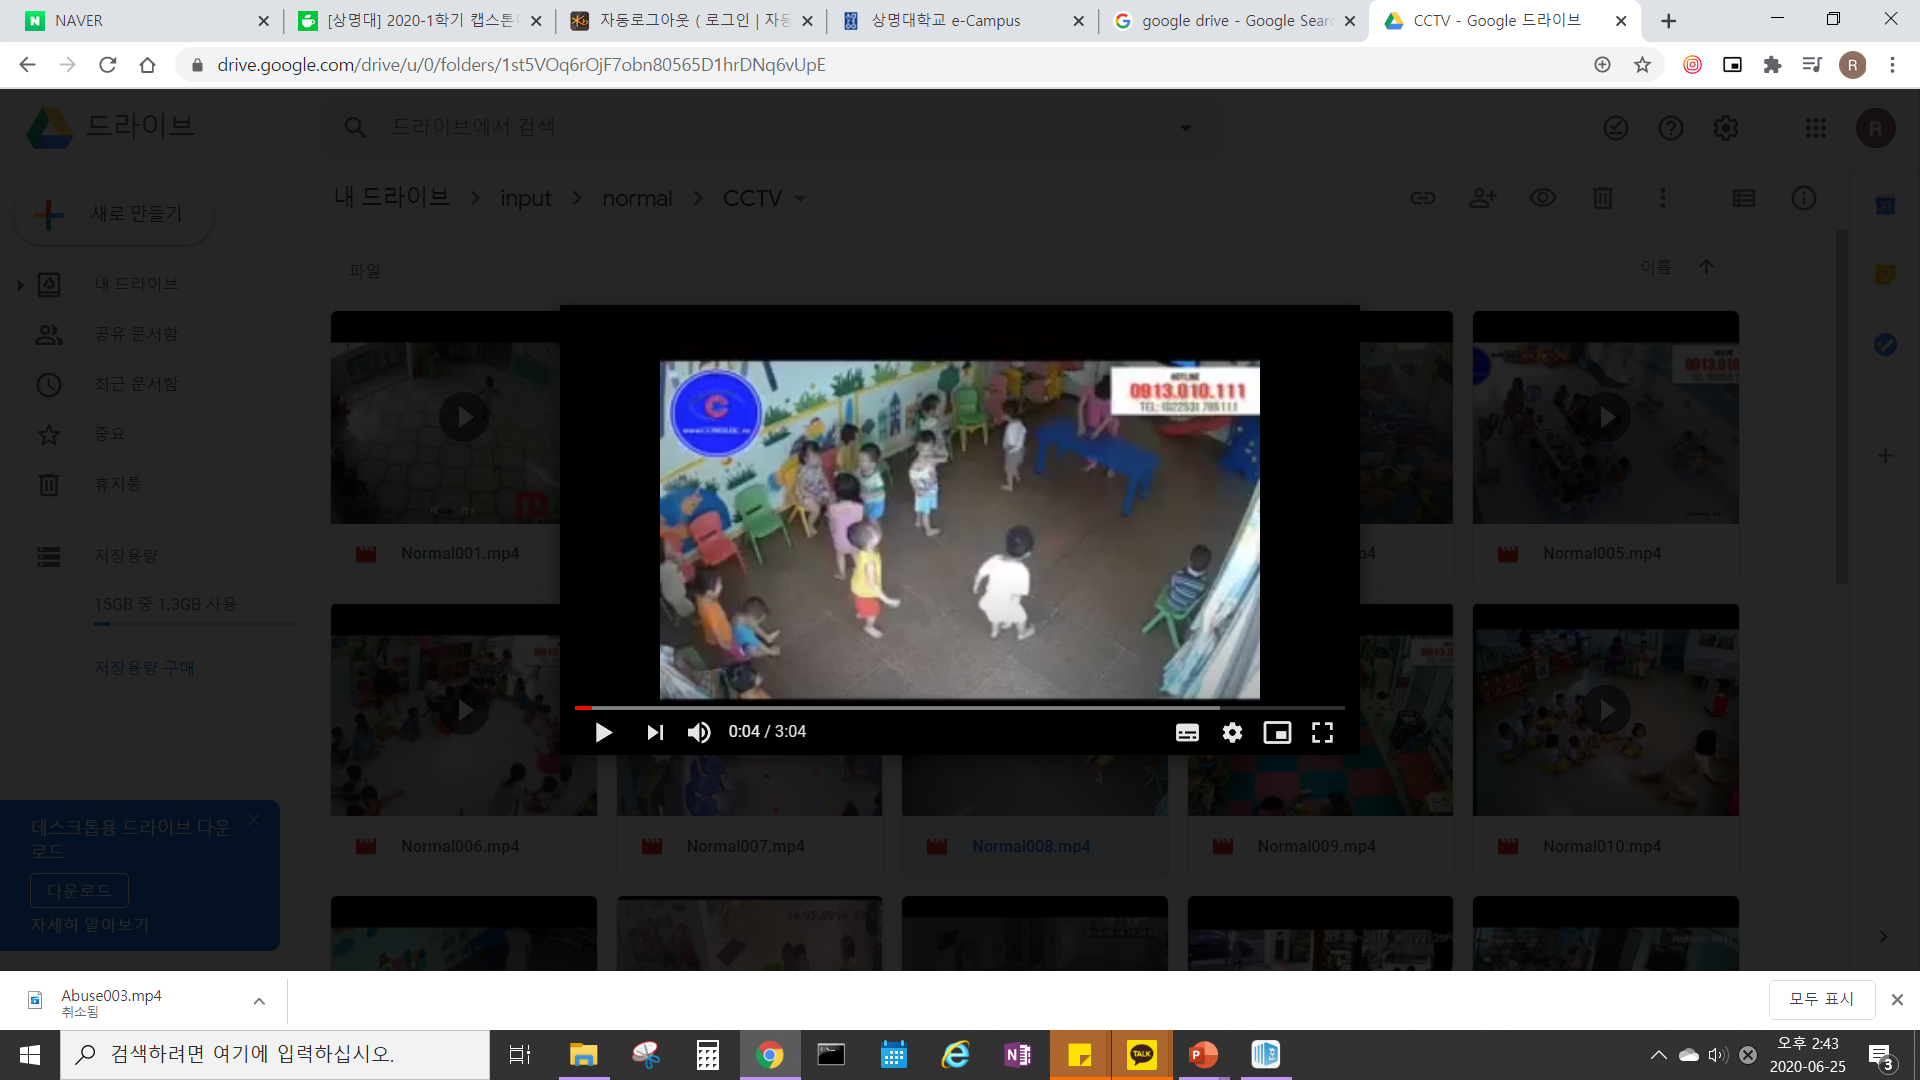 NAVER
[상명대] 2020-1학기 캡스톤
자동로그아웃 ( 로그인 | 자동
상명대학교 e-Campus
google drive - Google Sear
CCTV - Google 드라이브
drive.google.com/drive/u/0/folders/1st5VOq6rOjF7obn80565D1hrDNq6vUpE
R
드라이브
드라이브에서 검색
R
새로 만들기
내 드라이브
input
normal
CCTV
내 드라이브
공유 문서함
최근 문서함
중요
휴지통
저장용량
15GB 중 1.3GB 사용
저장용량 구매
파일
이름
HOTLINE
0913.010.111
0:04 / 3:04
Normal001.mp4
Normal005.mp4
Normal006.mp4
Normal007.mp4
Normal008.mp4
Normal009.mp4
Normal010.mp4
데스크톱용 드라이브 다운
로드
다운로드
자세히 알아보기
Abuse003.mp4
취소됨
모두 표시
검색하려면 여기에 입력하십시오.
TALK
오후 2:43
2020-06-25
3